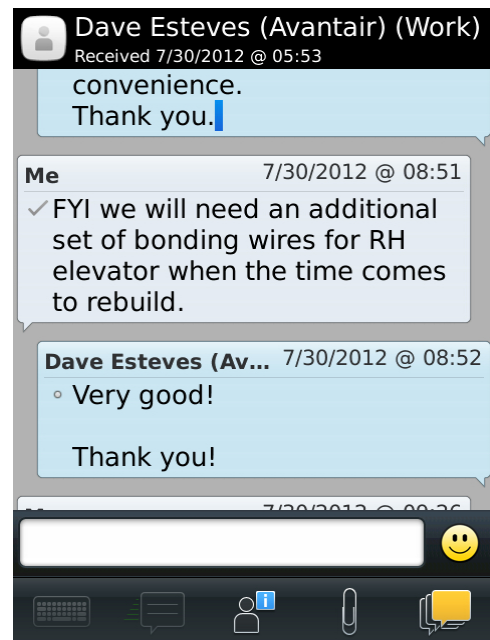 Dave Esteves (Avantair) (Work)
Received 7/30/2012 @ 05:53
convenience.
Thank you.
Me 7/30/2012 @ 08:51
FYI we will need an additional
set of bonding wires for RH
elevator when the time comes
to rebuild.
Dave Esteves (Av... 7/30/2012 @ 08:52
Very good!
Thank you!